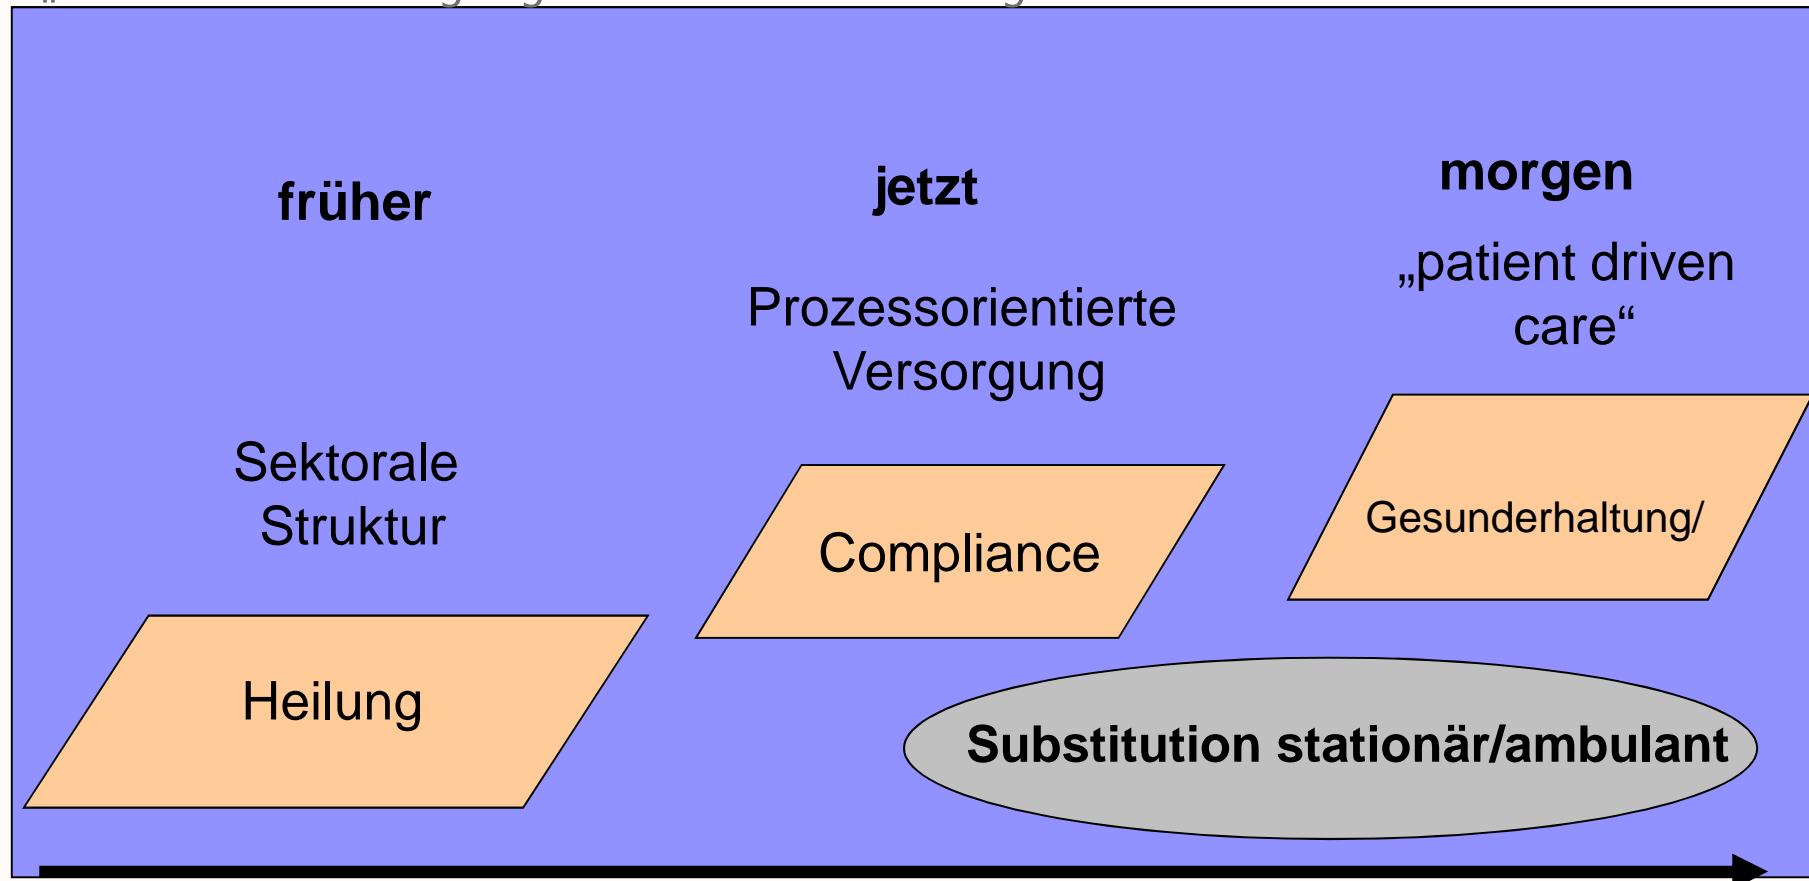 früher
jetzt
morgen
„patient driven
care“
Prozessorientierte
Versorgung
Sektorale
Struktur
Gesunderhaltung/
Compliance
Heilung
Substitution stationär/ambulant